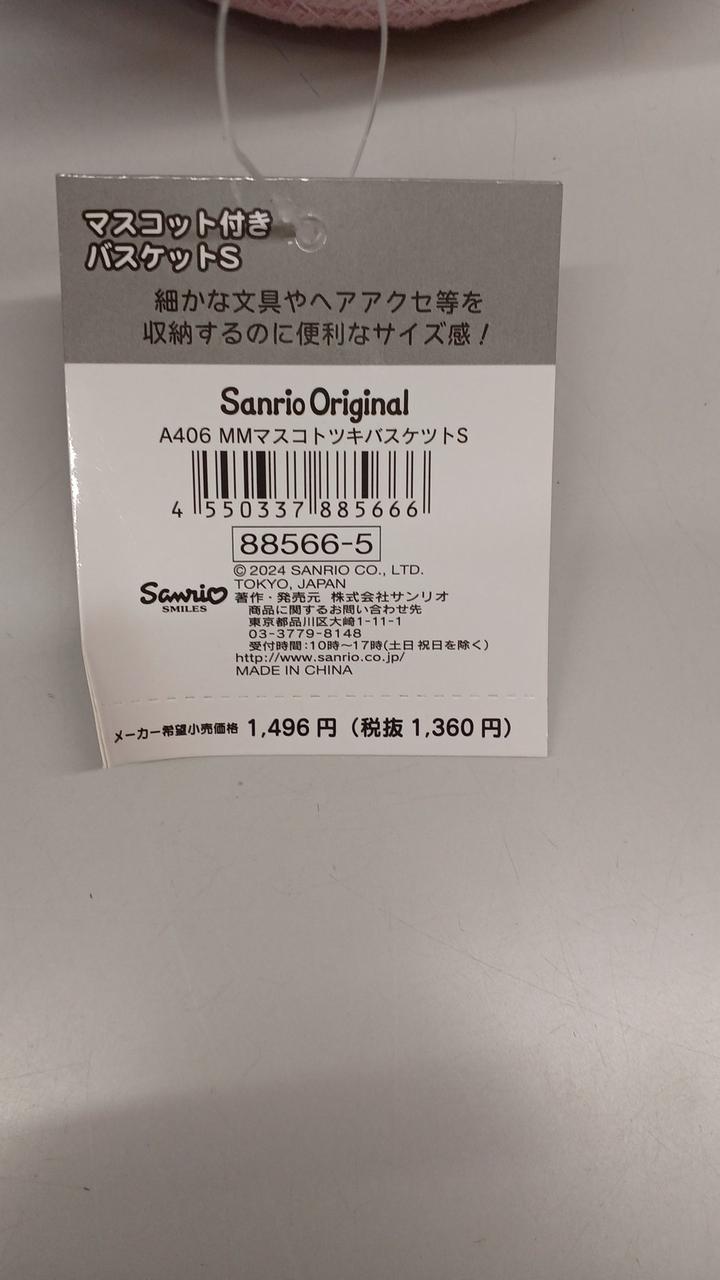 マスコット付き
バスケットS
細かな文具やヘアアクセ等を
収納するのに便利なサイズ感！
Sanrio Original
A406 MMマスコトツキバスケツトS
4 550337 885666
88566-5
© 2024 SANRIO CO., LTD.
TOKYO, JAPAN
Sanrio
SMILES
著作・発売元 株式会社サンリオ
商品に関するお問い合わせ先
東京都品川区大崎1-11-1
03-3779-8148
受付時間:10時〜17時(土日祝日を除く)
http://www.sanrio.co.jp/
MADE IN CHINA
メーカー希望小売価格 1,496円（税抜 1,360円）